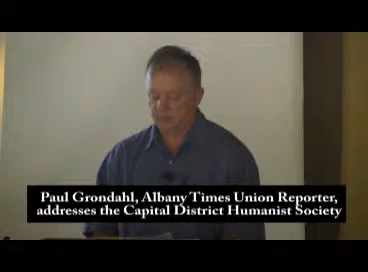 Paul Grondahl, Albany Times Union Reporter,
addresses the Capital District Humanist Society